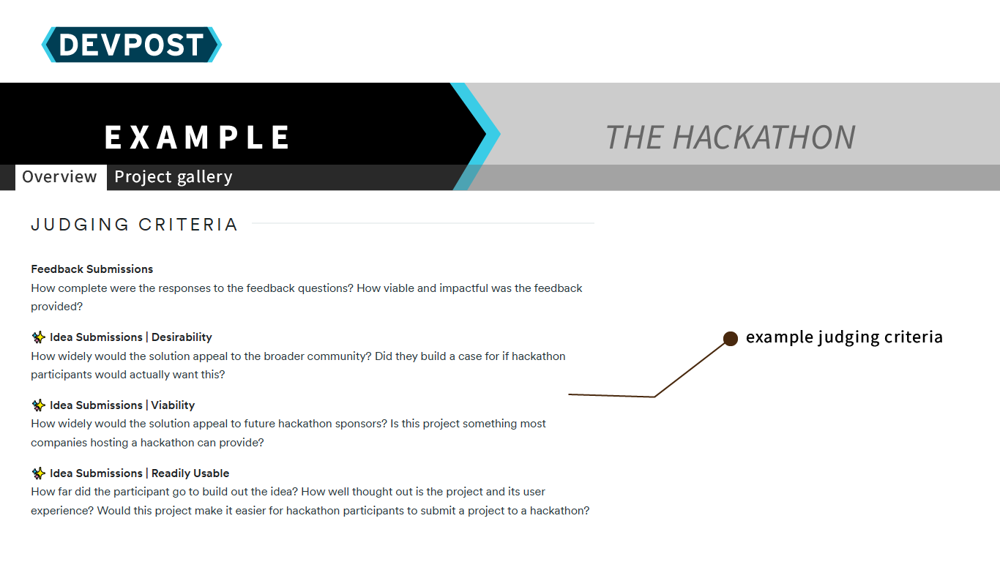 DEVPOST
EXAMPLE
THE HACKATHON
Overview
Project gallery
JUDGING CRITERIA
Feedback Submissions
How complete were the responses to the feedback questions? How viable and impactful was the feedback
provided?
✨ Idea Submissions | Desirability
How widely would the solution appeal to the broader community? Did they build a case for if hackathon
participants would actually want this?
✨ Idea Submissions | Viability
How widely would the solution appeal to future hackathon sponsors? Is this project something most
companies hosting a hackathon can provide?
✨ Idea Submissions | Readily Usable
How far did the participant go to build out the idea? How well thought out is the project and its user
experience? Would this project make it easier for hackathon participants to submit a project to a hackathon?
example judging criteria